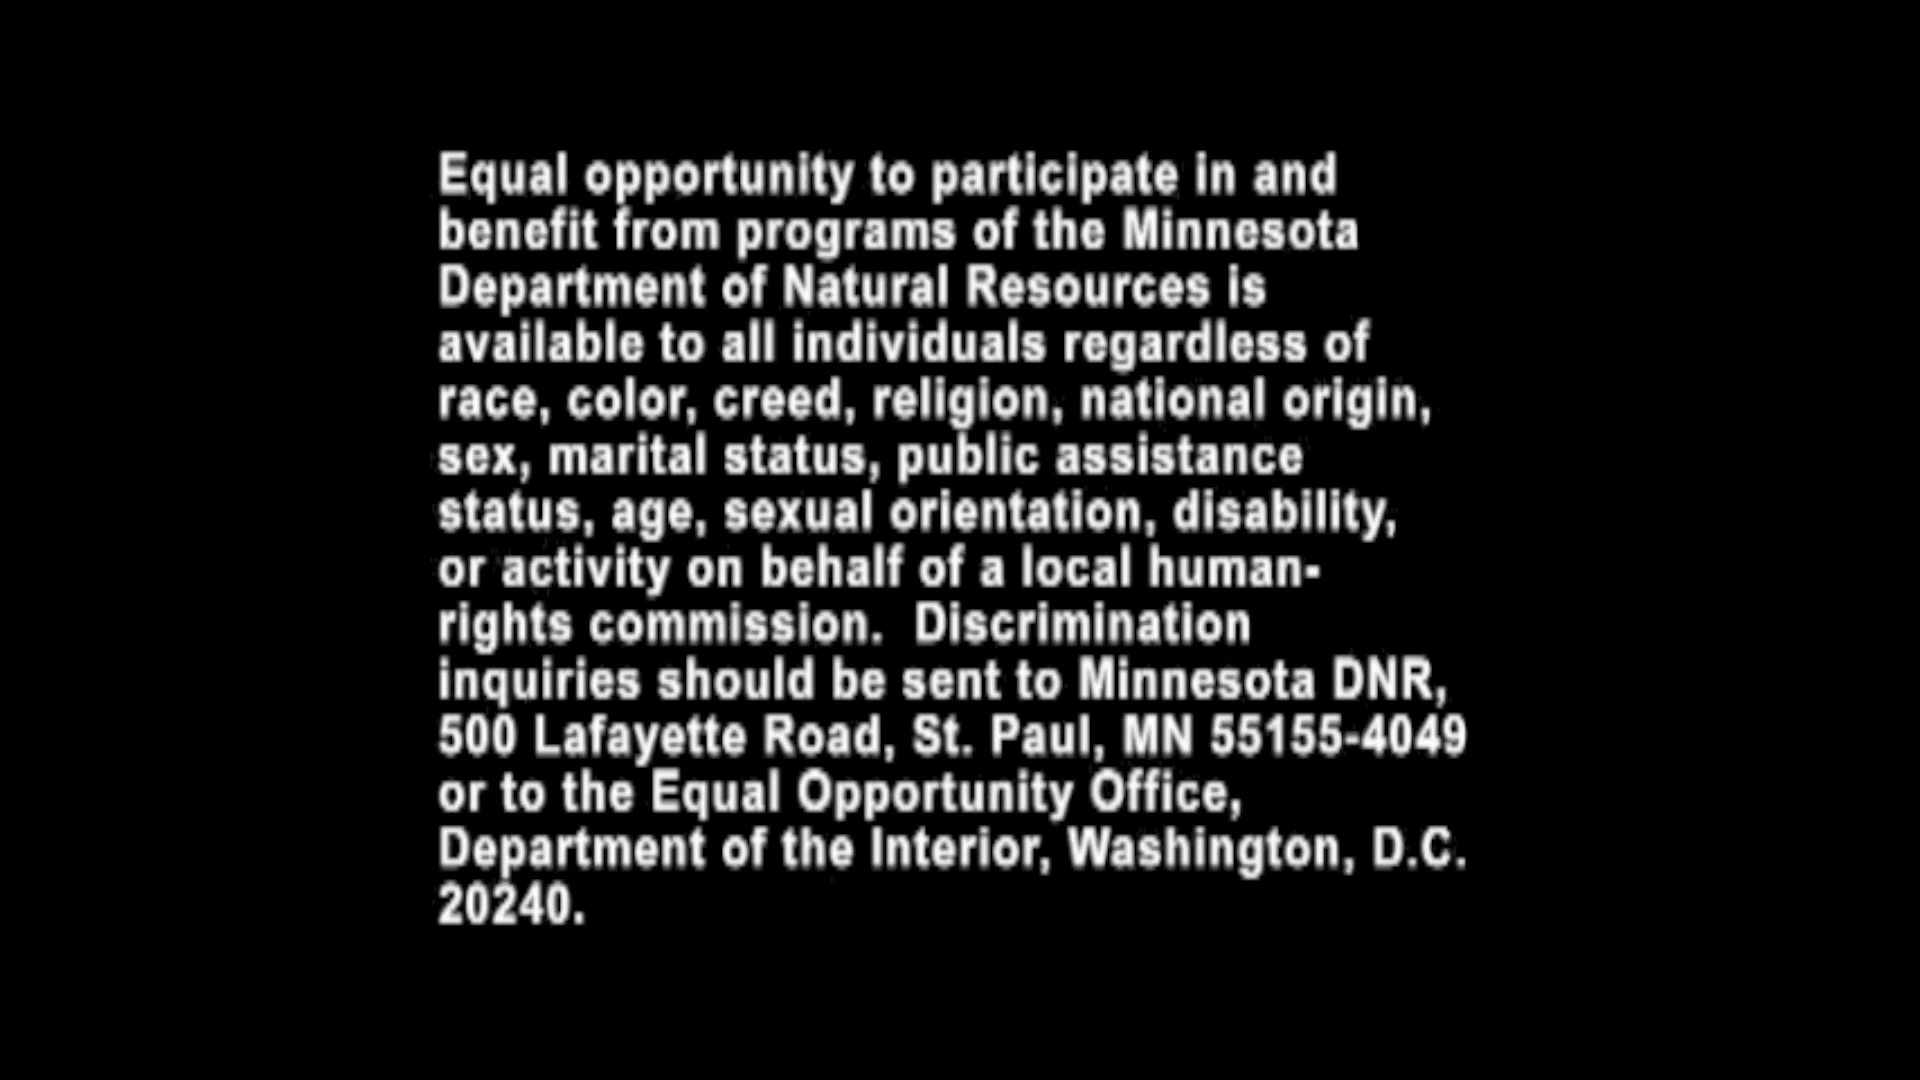 Equal opportunity to participate in and
benefit from programs of the Minnesota
Department of Natural Resources is
available to all individuals regardless of
race, color, creed, religion, national origin,
sex, marital status, public assistance
status, age, sexual orientation, disability,
or activity on behalf of a local human-
rights commission.  Discrimination
inquiries should be sent to Minnesota DNR,
500 Lafayette Road, St. Paul, MN 55155-4049
or to the Equal Opportunity Office,
Department of the Interior, Washington, D.C.
20240.